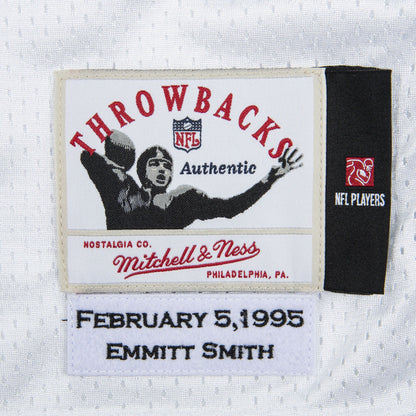 THROWBACKS
NFL
Authentic
NFL PLAYERS
NOSTALGIA CO.
Mitchell & Ness
PHILADELPHIA, PA.
FEBRUARY 5,1995
EMMITT SMITH